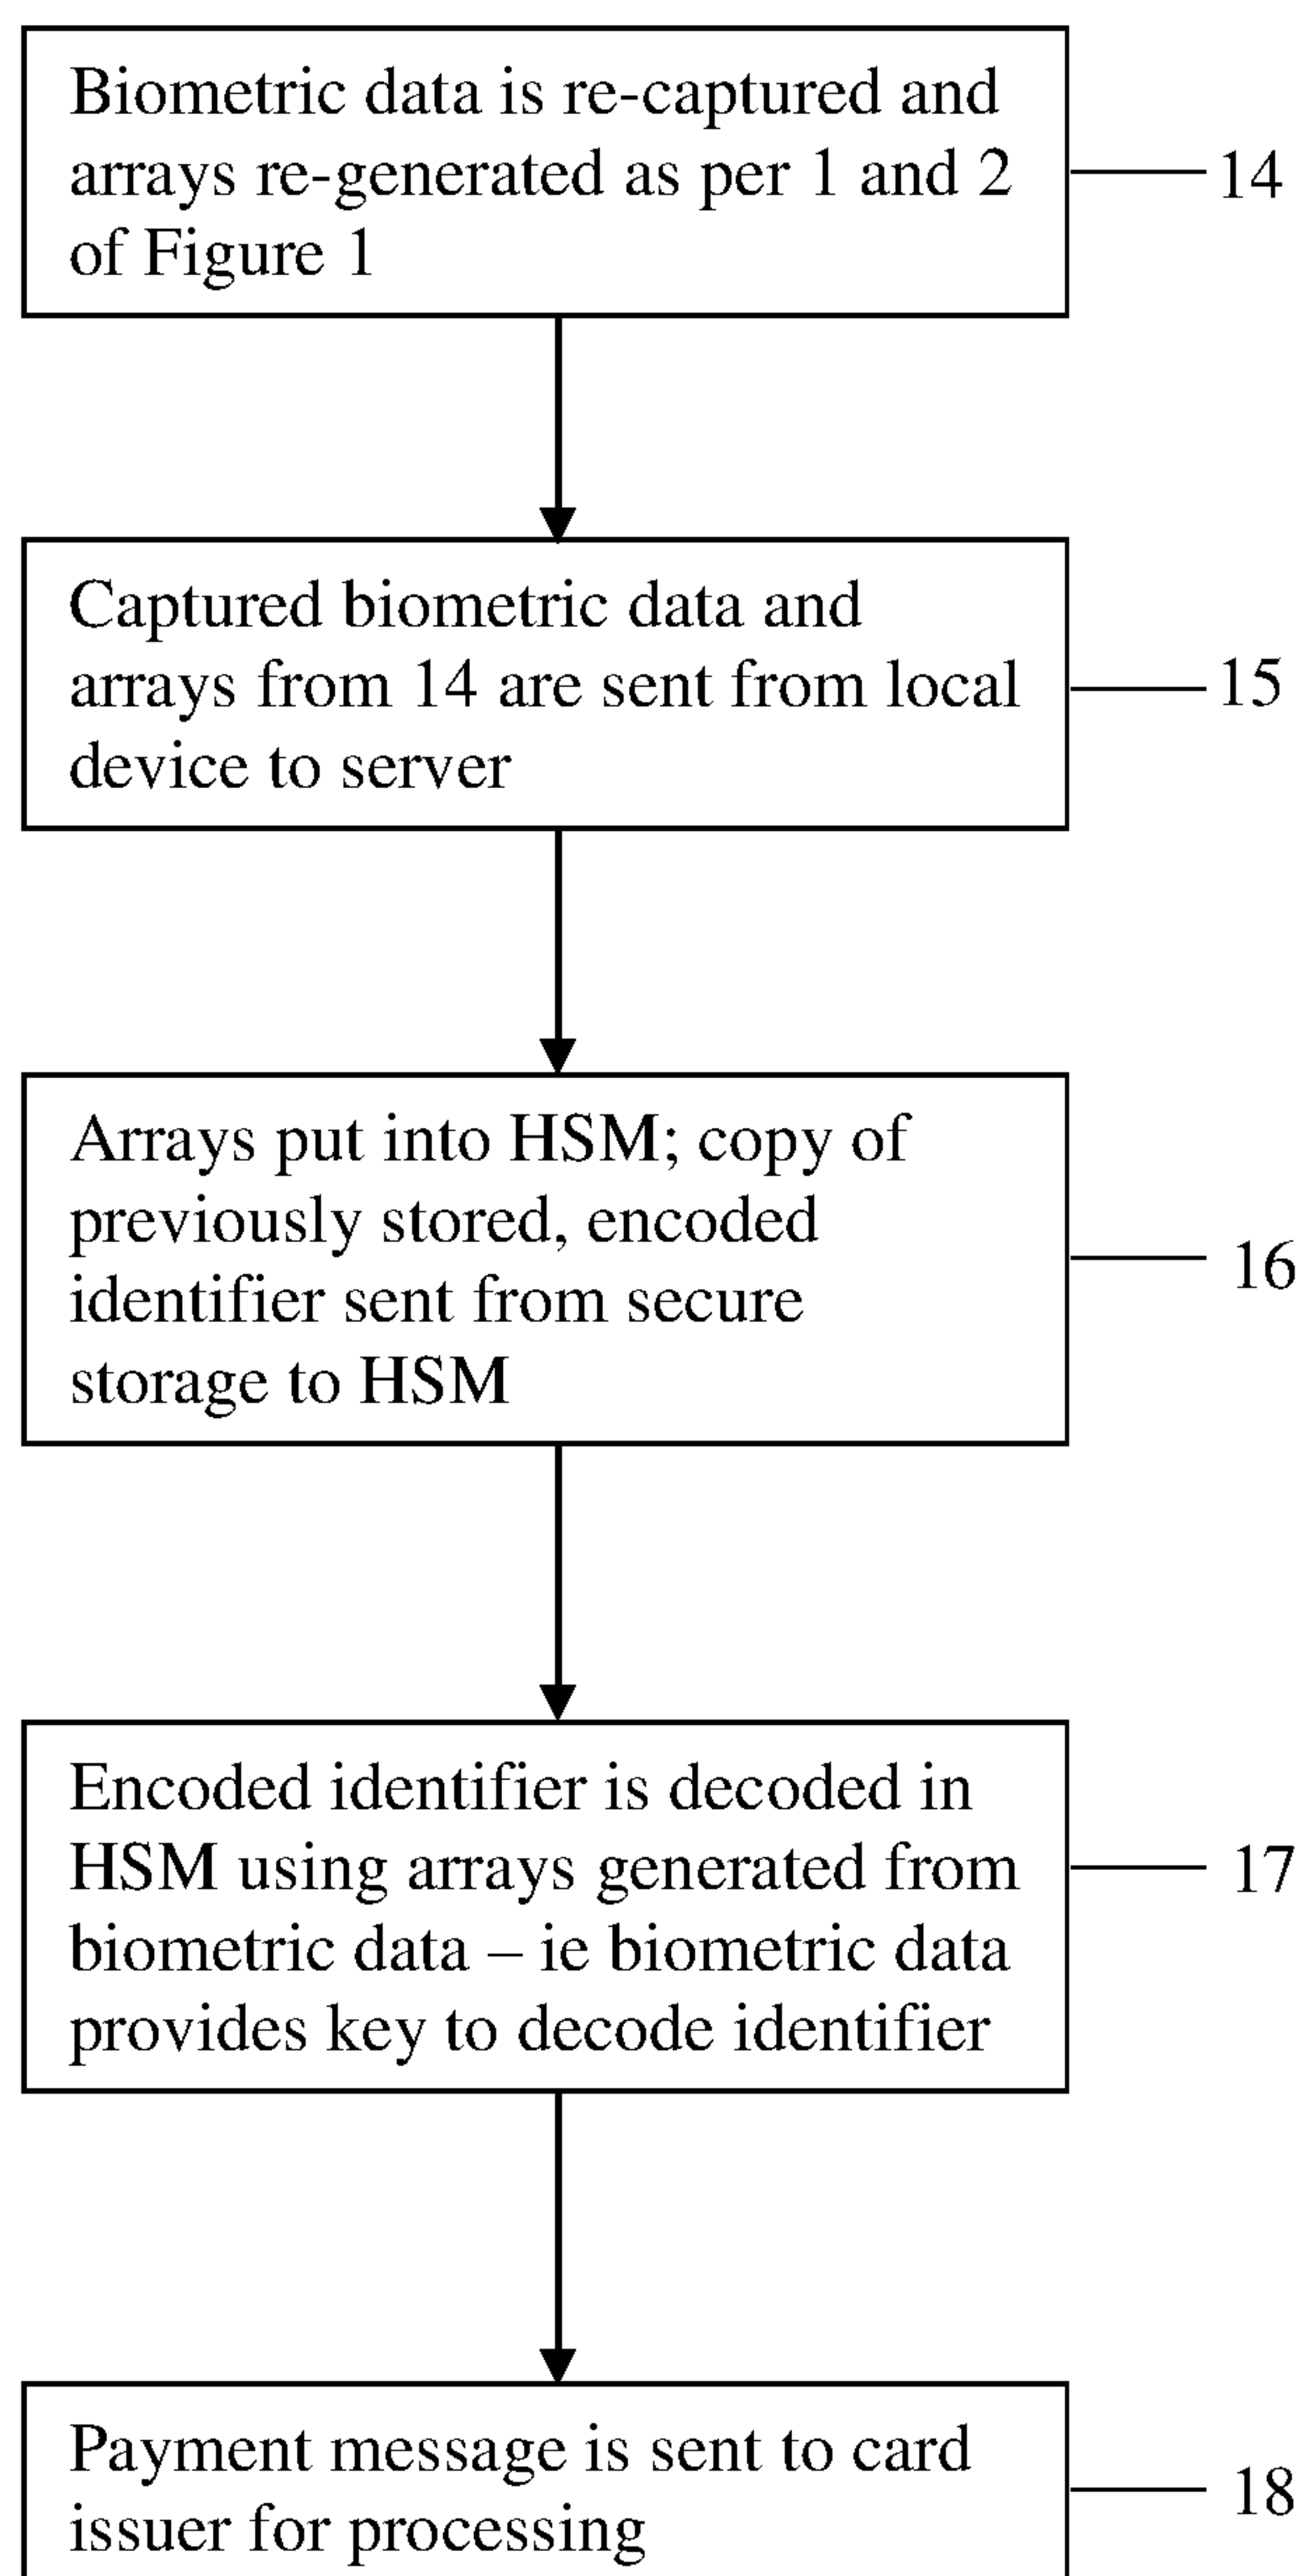 Biometric data is re-captured and
arrays re-generated as per 1 and 2
of Figure 1
14
Captured biometric data and
arrays from 14 are sent from local
device to server
15
Arrays put into HSM; copy of
previously stored, encoded
identifier sent from secure
storage to HSM
16
Encoded identifier is decoded in
HSM using arrays generated from
biometric data – ie biometric data
provides key to decode identifier
17
Payment message is sent to card
issuer for processing
18